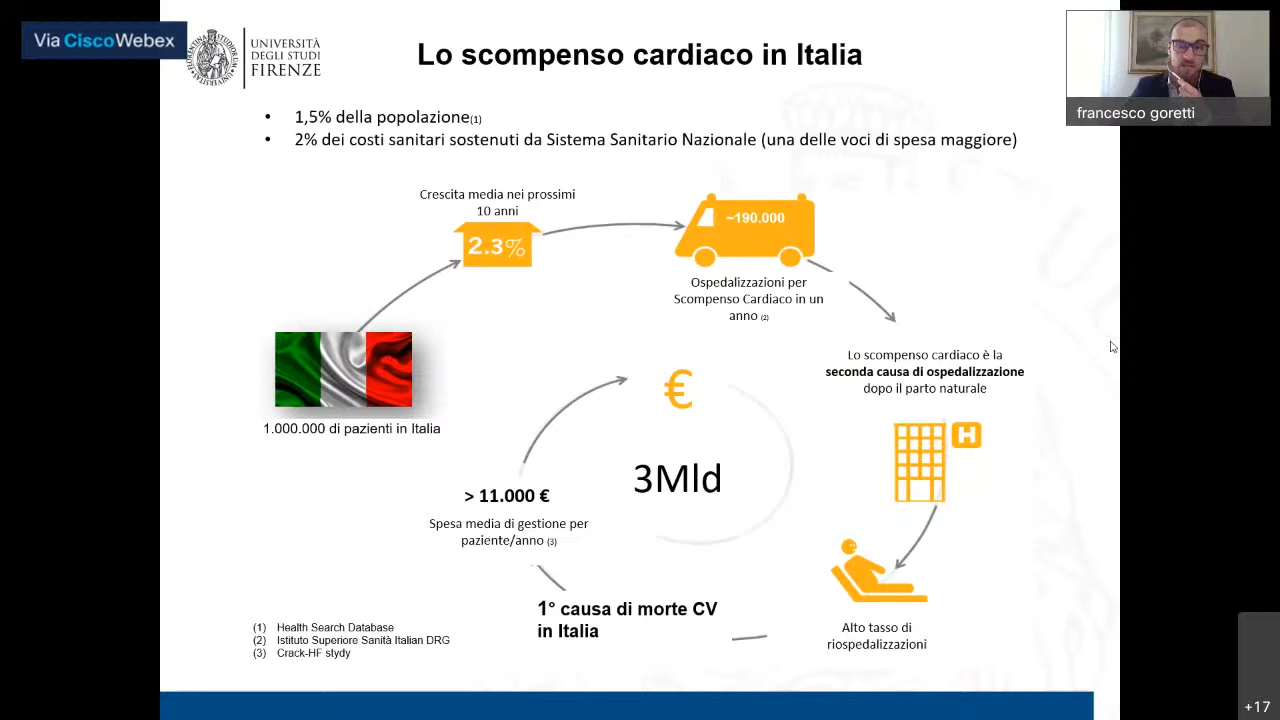 Via Cisco Webex
UNIVERSITÀ
DEGLI STUDI
FIRENZE
Lo scompenso cardiaco in Italia
francesco goretti
• 1,5% della popolazione(1)
• 2% dei costi sanitari sostenuti da Sistema Sanitario Nazionale (una delle voci di spesa maggiore)
Crescita media nei prossimi
10 anni
2.3%
~190.000
Ospedalizzazioni per
Scompenso Cardiaco in un
anno (2)
Lo scompenso cardiaco è la
seconda causa di ospedalizzazione
dopo il parto naturale
1.000.000 di pazienti in Italia
€
H
3Mld
> 11.000 €
Spesa media di gestione per
paziente/anno (3)
1° causa di morte CV
in Italia
Alto tasso di
riospedalizzazioni
(1) Health Search Database
(2) Istituto Superiore Sanità Italian DRG
(3) Crack-HF stydy
+17